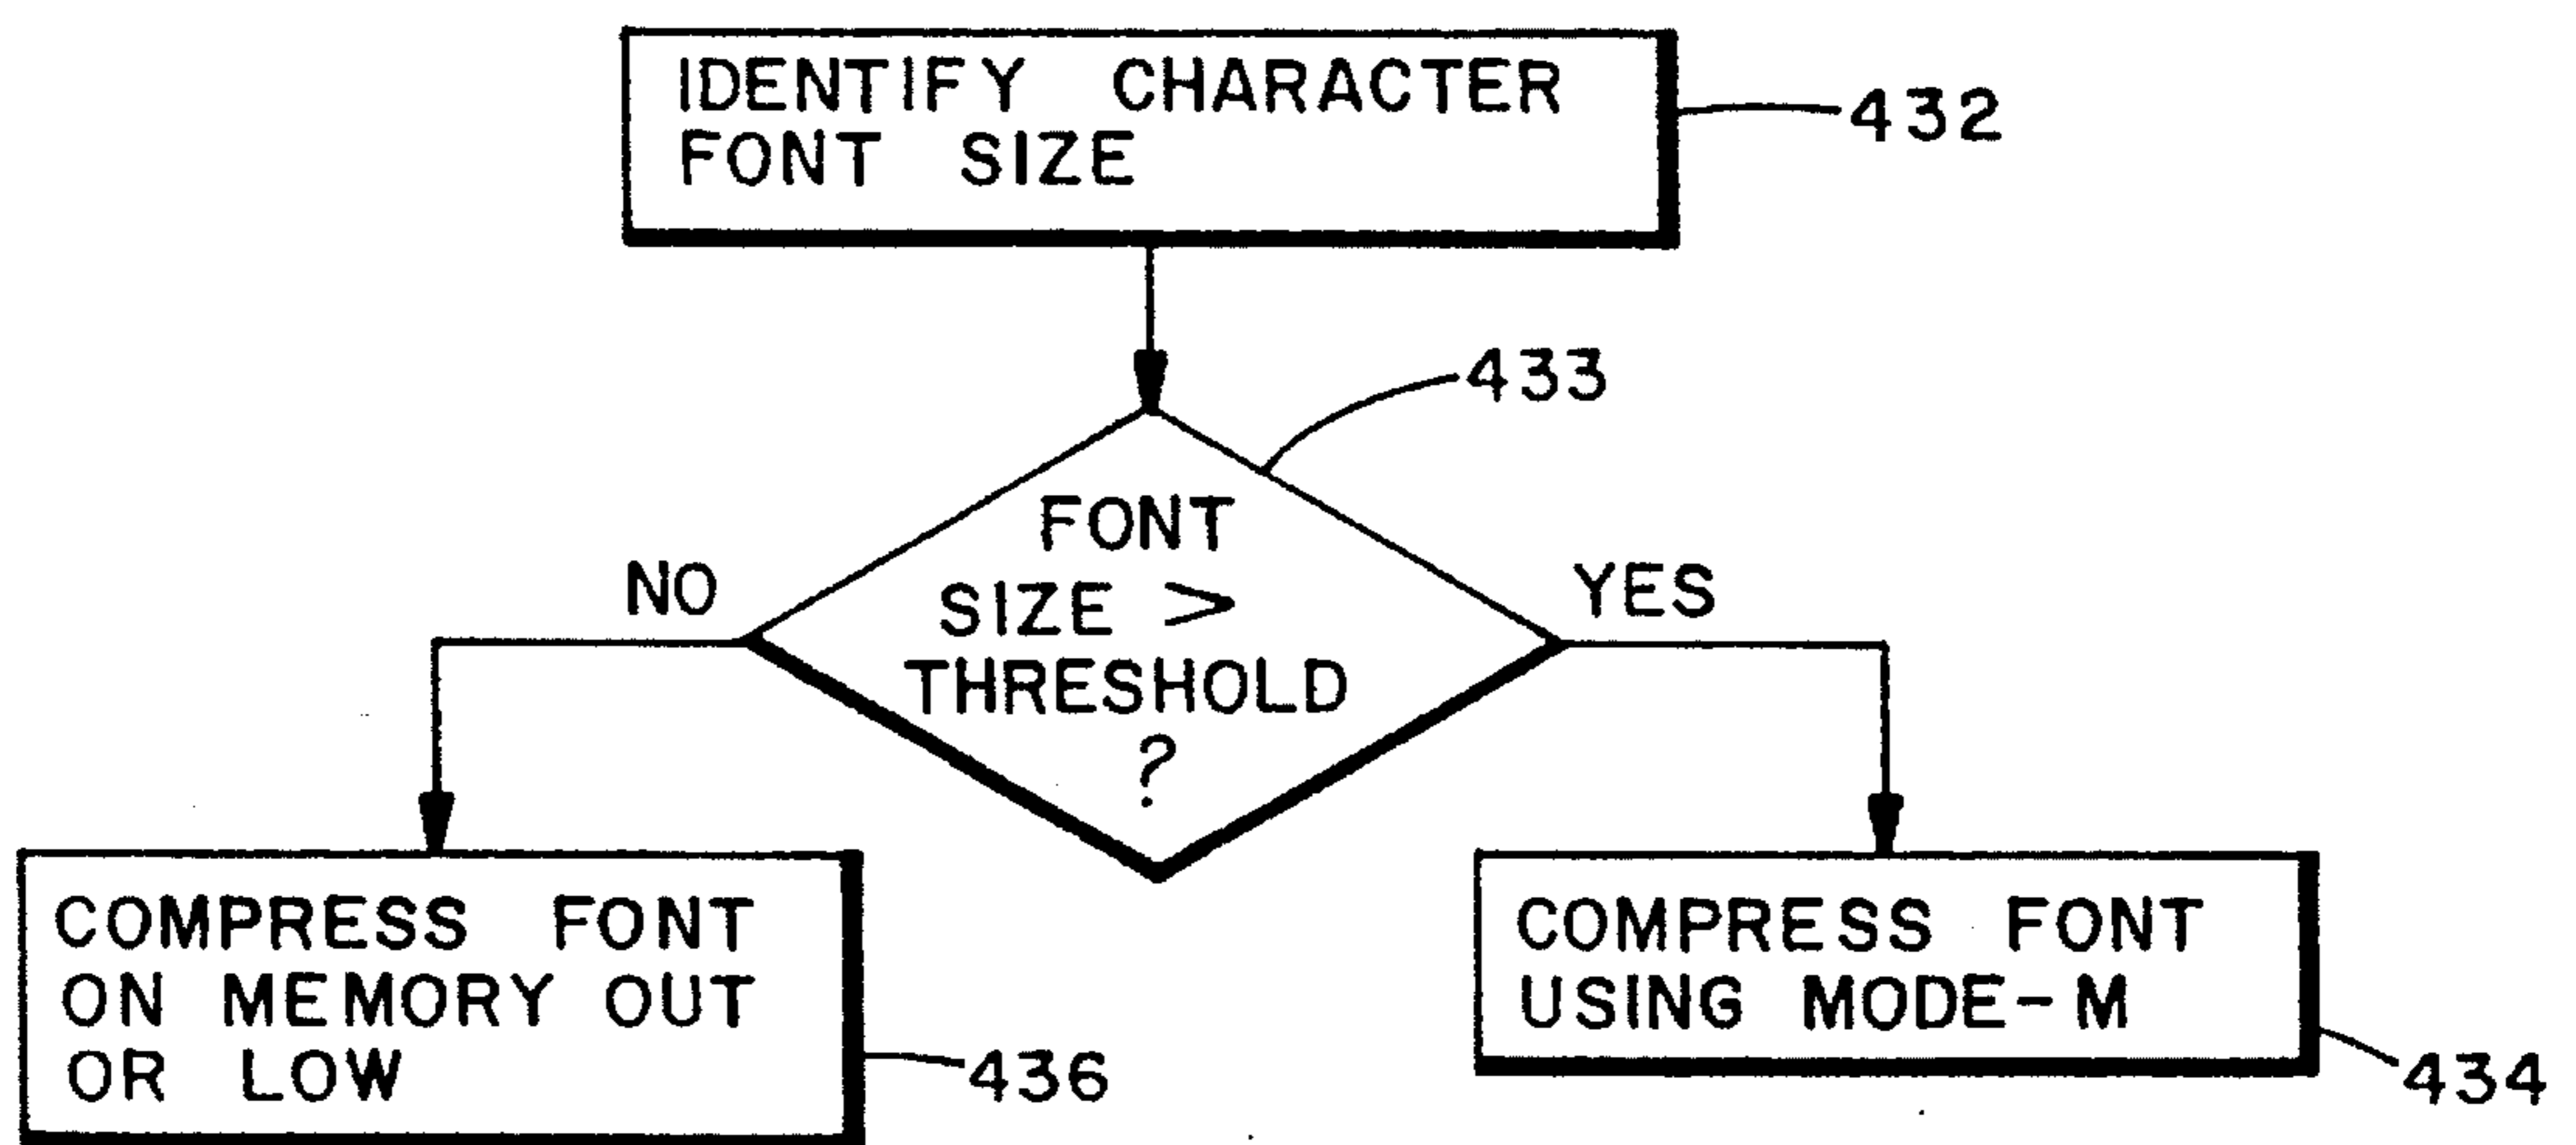 IDENTIFY CHARACTER
FONT SIZE
432
433
FONT
SIZE >
THRESHOLD
?
NO
YES
COMPRESS FONT
ON MEMORY OUT
OR LOW
436
COMPRESS FONT
USING MODE-M
434